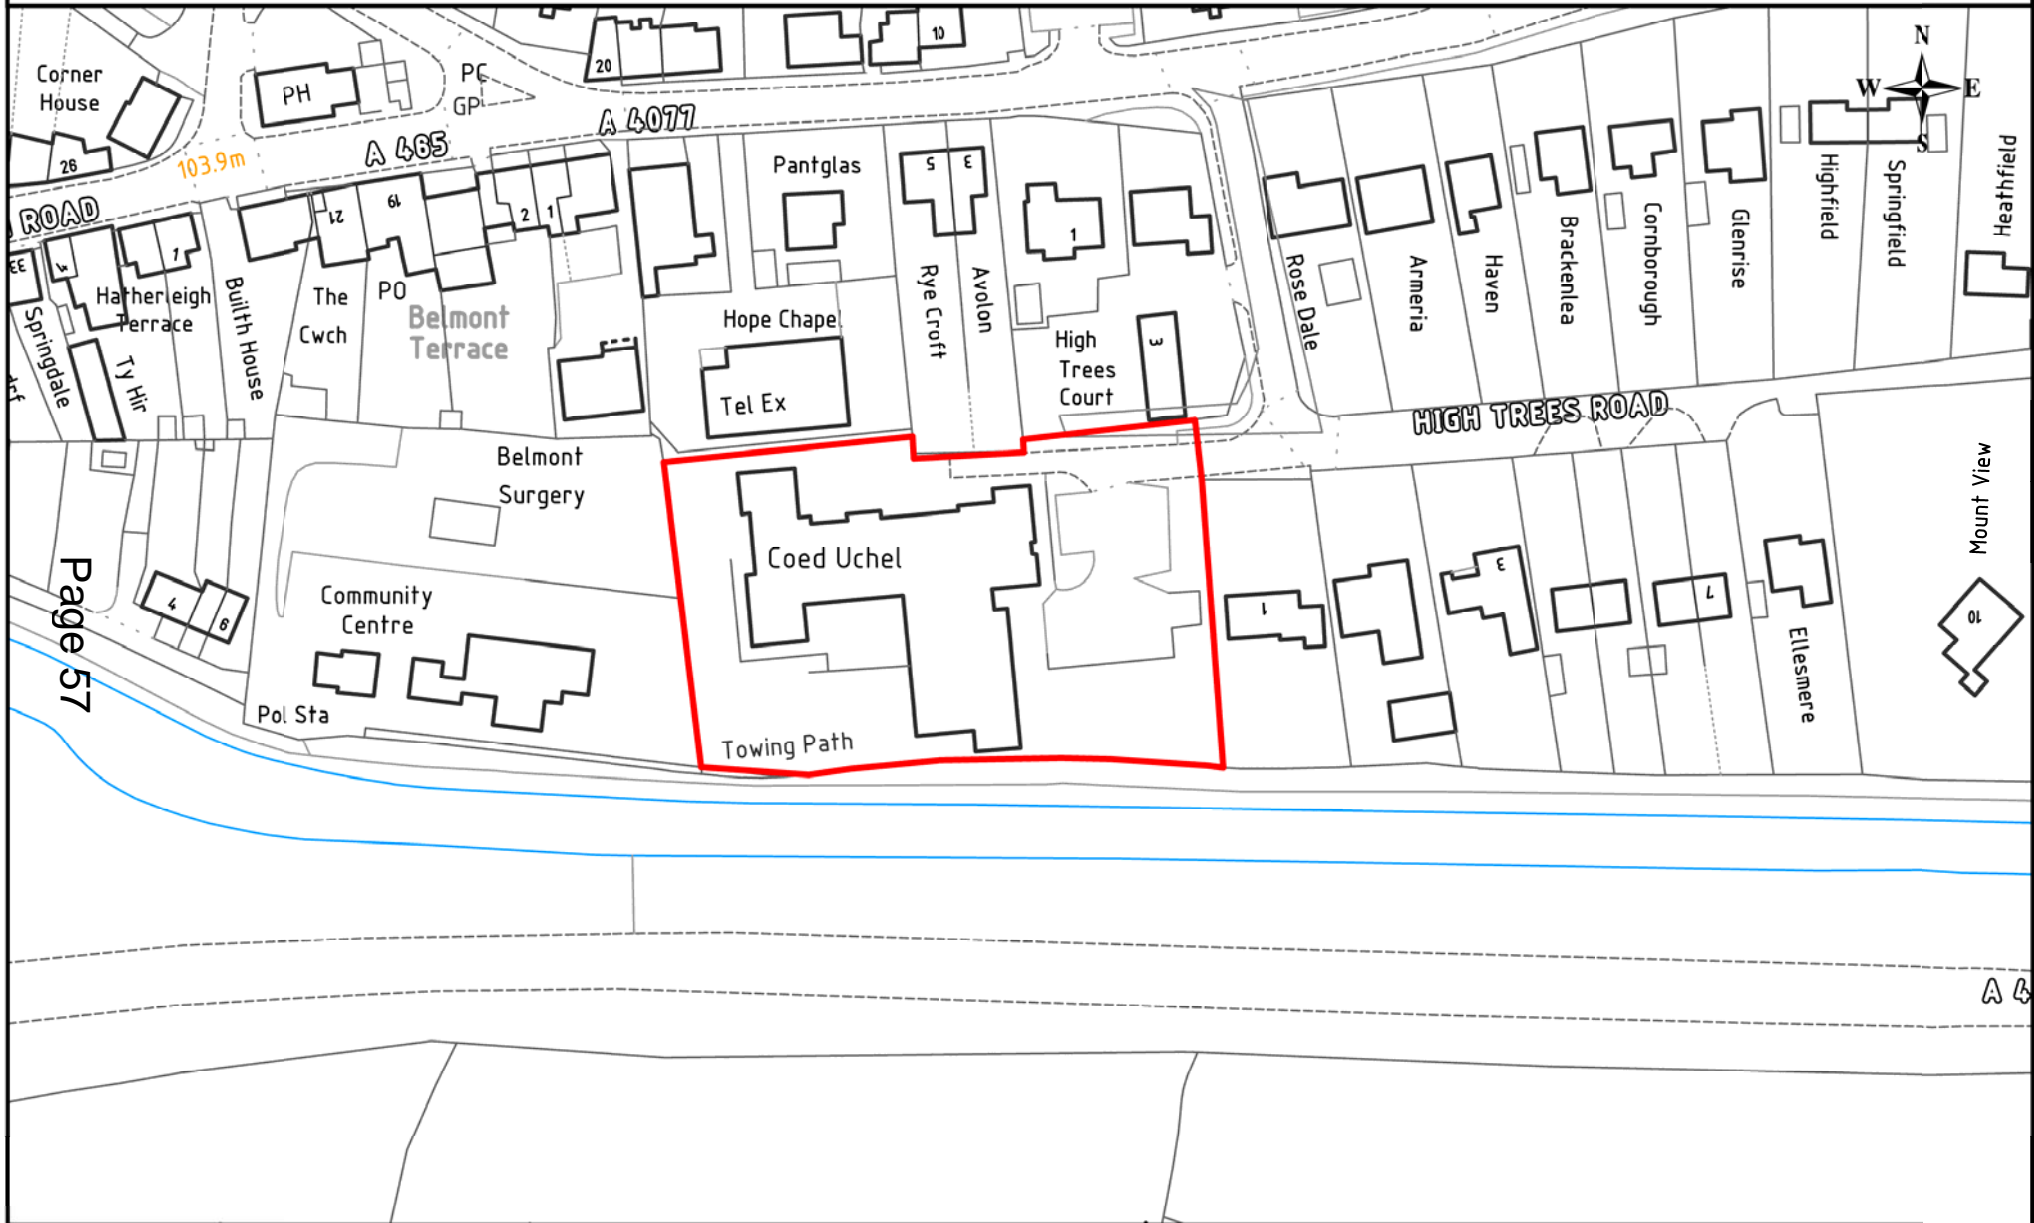 N
W E
S
Corner
House
PH
PC
GP
20
10
A 4077
A 465
103.9m
26
ROAD
33
1
Hatherleigh
Terrace
Springdale
Ty Hir
Builth House
21
19
2
1
The
Cwch
PO
Belmont
Terrace
Pantglas
Hope Chapel
Tel Ex
5
3
Rye Croft
Avolon
1
High
Trees
Court
3
Rose Dale
Armeria
Haven
Brackenlea
Cornborough
Glenrise
Highfield
Springfield
Heathfield
HIGH TREES ROAD
Belmont
Surgery
Coed Uchel
Community
Centre
Pol Sta
Towing Path
4
6
Page 57
1
3
7
Ellesmere
Mount View
10
A 4